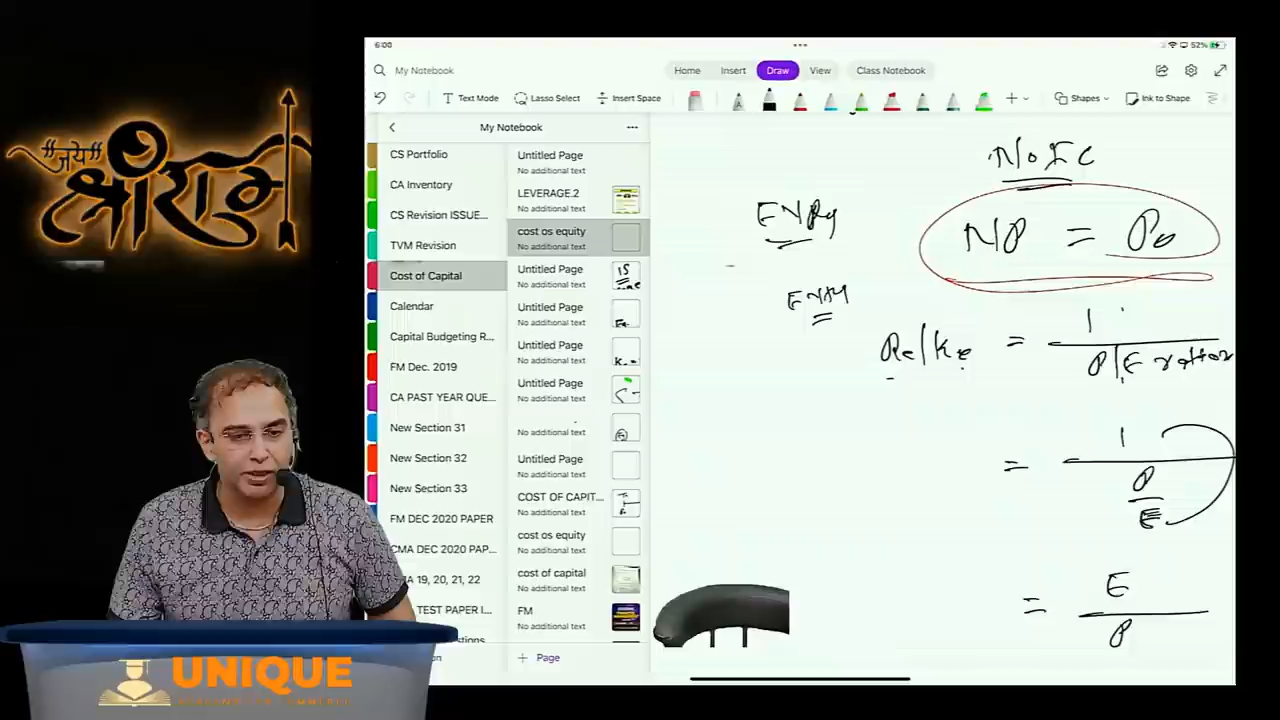 "जय"
श्रीराम
6:00
52%
My Notebook
Home Insert Draw View Class Notebook
Text Mode Lasso Select Insert Space Shapes Ink to Shape
My Notebook
CS Portfolio
CA Inventory
CS Revision ISSUE...
TVM Revision
Cost of Capital
Calendar
Capital Budgeting R...
FM Dec. 2019
CA PAST YEAR QUE...
New Section 31
New Section 32
New Section 33
FM DEC 2020 PAPER
CMA DEC 2020 PAP...
19, 20, 21, 22
TEST PAPER I...
Untitled Page
No additional text
LEVERAGE.2
No additional text
cost os equity
No additional text
Untitled Page
No additional text
Untitled Page
No additional text
Untitled Page
No additional text
Untitled Page
No additional text
No additional text
Untitled Page
No additional text
COST OF CAPIT...
No additional text
cost os equity
No additional text
cost of capital
No additional text
FM
No additional text
+ Page
Note
NP = P0
Re/Ke = 1
P/E ratio
= 1
P
E
= E
P
UNIQUE